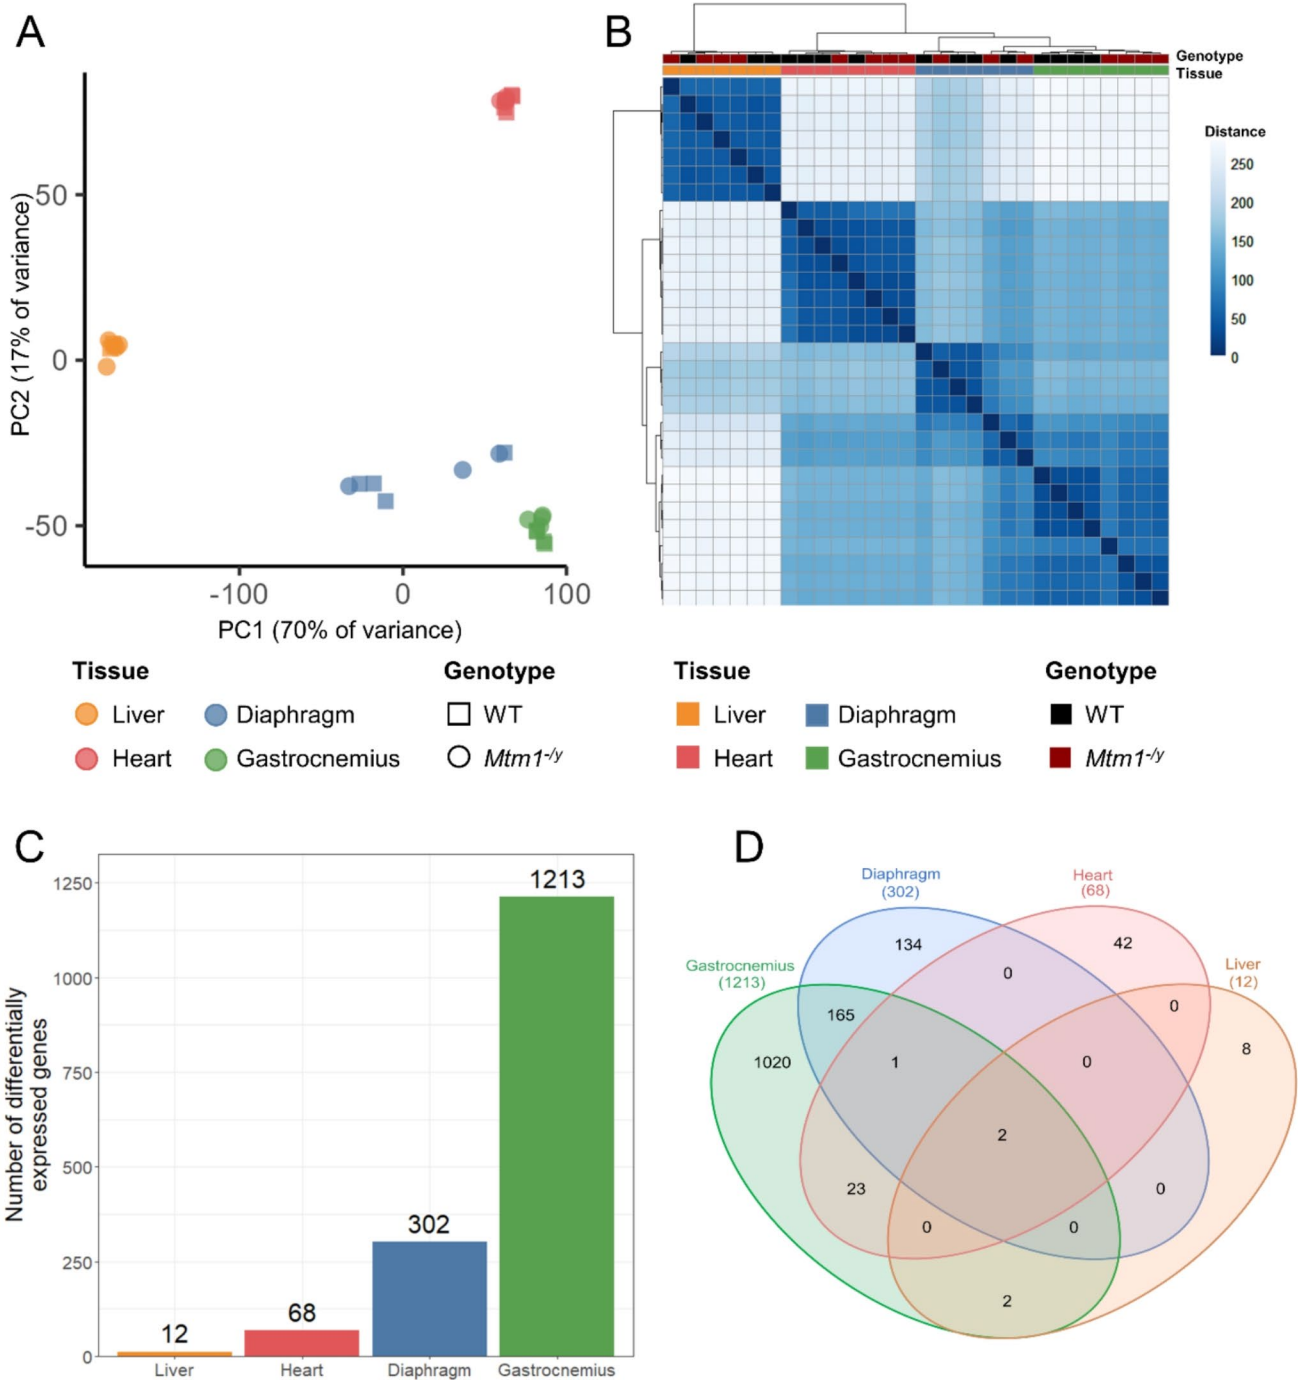 A
50
0
-50
-100
0
100
PC2 (17% of variance)
PC1 (70% of variance)
Tissue
Genotype
Liver
Diaphragm
WT
Heart
Gastrocnemius
Mtm1-/y
B
Genotype
Tissue
Distance
250
200
150
100
50
0
Tissue
Genotype
Liver
Diaphragm
WT
Heart
Gastrocnemius
Mtm1-/y
C
Number of differentially
expressed genes
1250
1000
750
500
250
0
12
68
302
1213
Liver
Heart
Diaphragm
Gastrocnemius
D
Diaphragm
(302)
Heart
(68)
Gastrocnemius
(1213)
Liver
(12)
134
42
0
0
165
1020
1
0
8
2
23
0
0
0
2